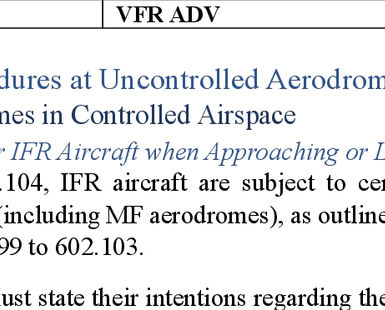 VFR ADV
dures at Uncontrolled Aerodrom
mes in Controlled Airspace
r IFR Aircraft when Approaching or L
.104, IFR aircraft are subject to cer
(including MF aerodromes), as outline
99 to 602.103.
ust state their intentions regarding the